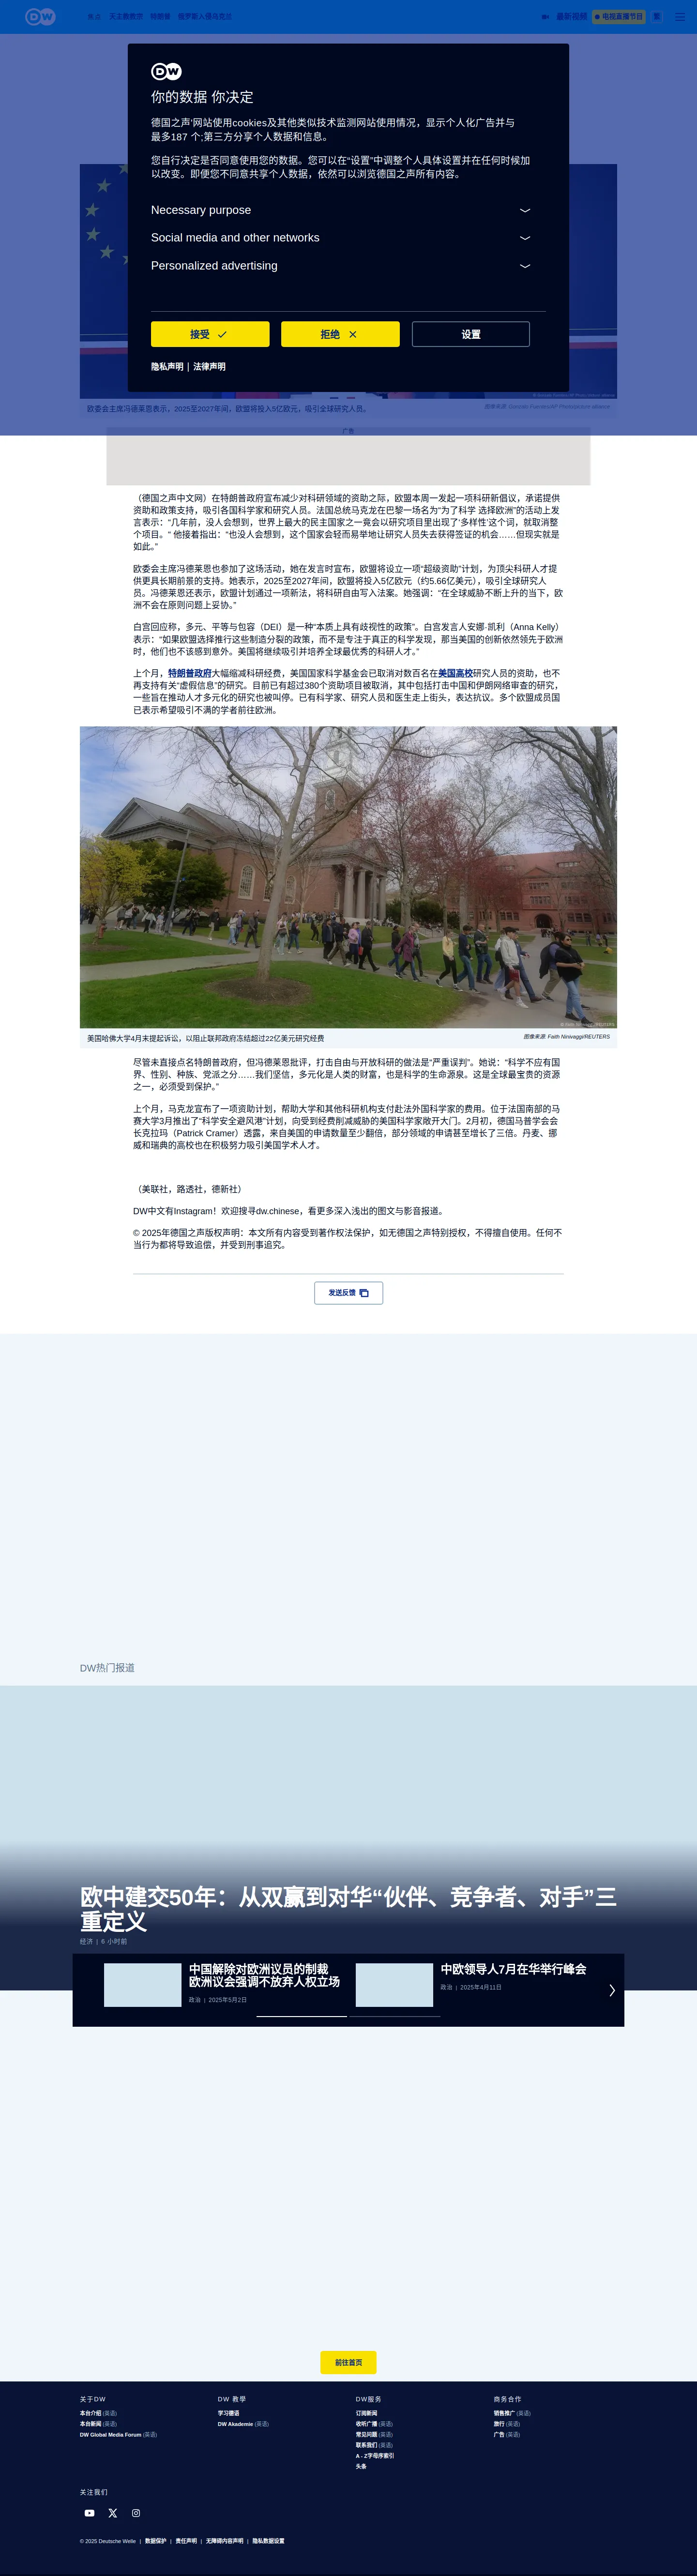 DW
焦点
天主教教宗
明镜餐
俄罗斯入侵乌克兰
最新视频
电视直播节目
繁
DW
你的数据 你决定
德国之声'网站使用cookies及其他类似技术监测网站使用情况，显示个人化广告并与
最多187 个;第三方分享个人数据和信息。
您自行决定是否同意使用您的数据。您可以在“设置”中调整个人具体设置并在任何时候加
以改变。即便您不同意共享个人数据，依然可以浏览德国之声所有内容。
Necessary purpose
Social media and other networks
Personalized advertising
接受
拒绝
设置
隐私声明 | 法律声明
欧委会主席冯德莱恩表示，2025至2027年间，欧盟将投入5亿欧元，吸引全球研究人员。
广告
（德国之声中文网）在特朗普政府宣布减少对科研领域的资助之际，欧盟本周一发起一项科研新倡议，承诺提供
资助和政策支持，吸引各国科学家和研究人员。法国总统马克龙在巴黎一场名为“为了科学 选择欧洲”的活动上发
言表示：“几年前，没人会想到，世界上最大的民主国家之一竟会以研究项目里出现了‘多样性’这个词，就取消整
个项目。” 他接着指出：“也没人会想到，这个国家会轻而易举地让研究人员失去获得签证的机会……但现实就是
如此。”
欧委会主席冯德莱恩也参加了这场活动，她在发言时宣布，欧盟将设立一项“超级资助”计划，为顶尖科研人才提
供更具长期前景的支持。她表示，2025至2027年间，欧盟将投入5亿欧元（约5.66亿美元），吸引全球研究人
员。冯德莱恩还表示，欧盟计划通过一项新法，将科研自由写入法案。她强调：“在全球威胁不断上升的当下，欧
洲不会在原则问题上妥协。”
白宫回应称，多元、平等与包容（DEI）是一种“本质上具有歧视性的政策”。白宫发言人安娜·凯利（Anna Kelly）
表示：“如果欧盟选择推行这些制造分裂的政策，而不是专注于真正的科学发现，那当美国的创新依然领先于欧洲
时，他们也不该感到意外。美国将继续吸引并培养全球最优秀的科研人才。”
上个月，特朗普政府大幅缩减科研经费，美国国家科学基金会已取消对数百名在美国高校研究人员的资助，也不
再支持有关“虚假信息”的研究。目前已有超过380个资助项目被取消，其中包括打击中国和伊朗网络审查的研究，
一些旨在推动人才多元化的研究也被叫停。已有科学家、研究人员和医生走上街头，表达抗议。多个欧盟成员国
已表示希望吸引不满的学者前往欧洲。
美国哈佛大学4月末提起诉讼，以阻止联邦政府冻结超过22亿美元研究经费
图像来源: Faith Ninivaggi/REUTERS
尽管未直接点名特朗普政府，但冯德莱恩批评，打击自由与开放科研的做法是“严重误判”。她说：“科学不应有国
界、性别、种族、党派之分……我们坚信，多元化是人类的财富，也是科学的生命源泉。这是全球最宝贵的资源
之一，必须受到保护。”
上个月，马克龙宣布了一项资助计划，帮助大学和其他科研机构支付赴法外国科学家的费用。位于法国南部的马
赛大学3月推出了“科学安全避风港”计划，向受到经费削减威胁的美国科学家敞开大门。2月初，德国马普学会会
长克拉玛（Patrick Cramer）透露，来自美国的申请数量至少翻倍，部分领域的申请甚至增长了三倍。丹麦、挪
威和瑞典的高校也在积极努力吸引美国学术人才。
（美联社，路透社，德新社）
DW中文有Instagram！欢迎搜寻dw.chinese，看更多深入浅出的图文与影音报道。
© 2025年德国之声版权声明：本文所有内容受到著作权法保护，如无德国之声特别授权，不得擅自使用。任何不
当行为都将导致追偿，并受到刑事追究。
发送反馈
DW热门报道
欧中建交50年：从双赢到对华“伙伴、竞争者、对手”三
重定义
经济 | 6 小时前
中国解除对欧洲议员的制裁
欧洲议会强调不放弃人权立场
政治 | 2025年5月2日
中欧领导人7月在华举行峰会
政治 | 2025年4月11日
前往首页
关于DW
本台介绍 (英语)
本台新闻 (英语)
DW Global Media Forum (英语)
DW 教學
学习德语
DW Akademie (英语)
DW服务
订阅新闻
收听广播 (英语)
常见问题 (英语)
联系我们 (英语)
A - Z字母序索引
头条
商务合作
销售推广 (英语)
旅行 (英语)
广告 (英语)
关注我们
© 2025 Deutsche Welle | 数据保护 | 责任声明 | 无障碍内容声明 | 隐私数据设置